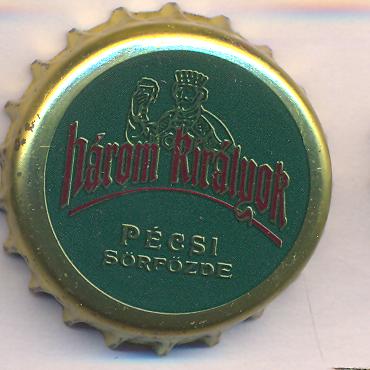 Három Királyok
PÉCSI
SÖRFŐZDE